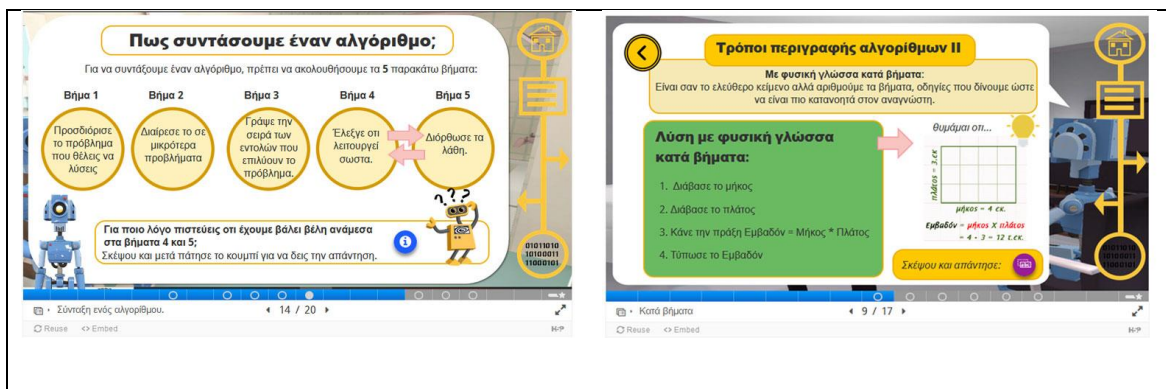 Πως συντάσουμε έναν αλγόριθμο;
Για να συντάξουμε έναν αλγόριθμο, πρέπει να ακολουθήσουμε τα 5 παρακάτω βήματα:
Βήμα 1
Βήμα 2
Βήμα 3
Βήμα 4
Βήμα 5
Προσδιόρισε
το πρόβλημα
που θέλεις να
λύσεις
Διαίρεσε το σε
μικρότερα
προβλήματα
Γράψε την
σειρά των
εντολών που
επιλύουν το
πρόβλημα.
Έλεξγε οτι
λειτουργεί
σωστα.
Διόρθωσε τα
λάθη.
???
Για ποιο λόγο πιστεύεις οτι έχουμε βάλει βέλη ανάμεσα
στα βήματα 4 και 5;
Σκέψου και μετά πάτησε το κουμπί για να δεις την απάντηση.
i
01011010
10100011
11000101
Σύνταξη ενός αλγορίθμου.
14 / 20
Reuse
<> Embed
H5P
Τρόποι περιγραφής αλγορίθμων ΙΙ
Με φυσική γλώσσα κατά βήματα:
Είναι σαν το ελεύθερο κείμενο αλλά αριθμούμε τα βήματα, οδηγίες που δίνουμε ώστε
να είναι πιο κατανοητά στον αναγνώστη.
Λύση με φυσική γλώσσα
κατά βήματα:
1. Διάβασε το μήκος
2. Διάβασε το πλάτος
3. Κάνε την πράξη Εμβαδόν = Μήκος * Πλάτος
4. Τύπωσε το Εμβαδόν
θυμάμαι οτι...
πλάτος = 3.εκ
μήκος = 4 εκ.
Εμβαδόν = μήκος Χ πλάτος
= 4 · 3 = 12 τ.εκ.
Σκέψου και απάντησε:
01011010
10100011
11000101
Κατά βήματα
9 / 17
Reuse
<> Embed
H5P